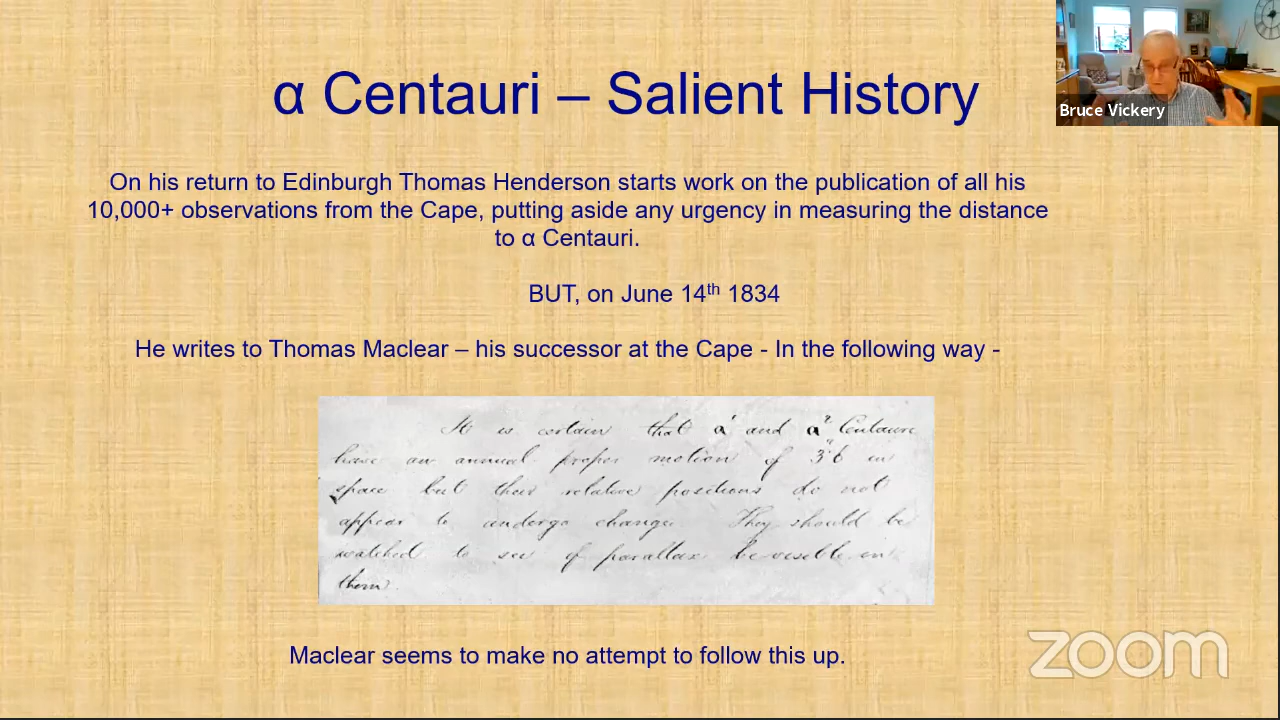 α Centauri – Salient History
Bruce Vickery
On his return to Edinburgh Thomas Henderson starts work on the publication of all his
10,000+ observations from the Cape, putting aside any urgency in measuring the distance
to α Centauri.
BUT, on June 14th 1834
He writes to Thomas Maclear – his successor at the Cape - In the following way -
It is certain that α¹ and α² Centauri
have an annual proper motion of 3".6 in
space but their relative positions do not
appear to undergo change. They should be
watched to see if parallax be visible in
them.
Maclear seems to make no attempt to follow this up.
zoom